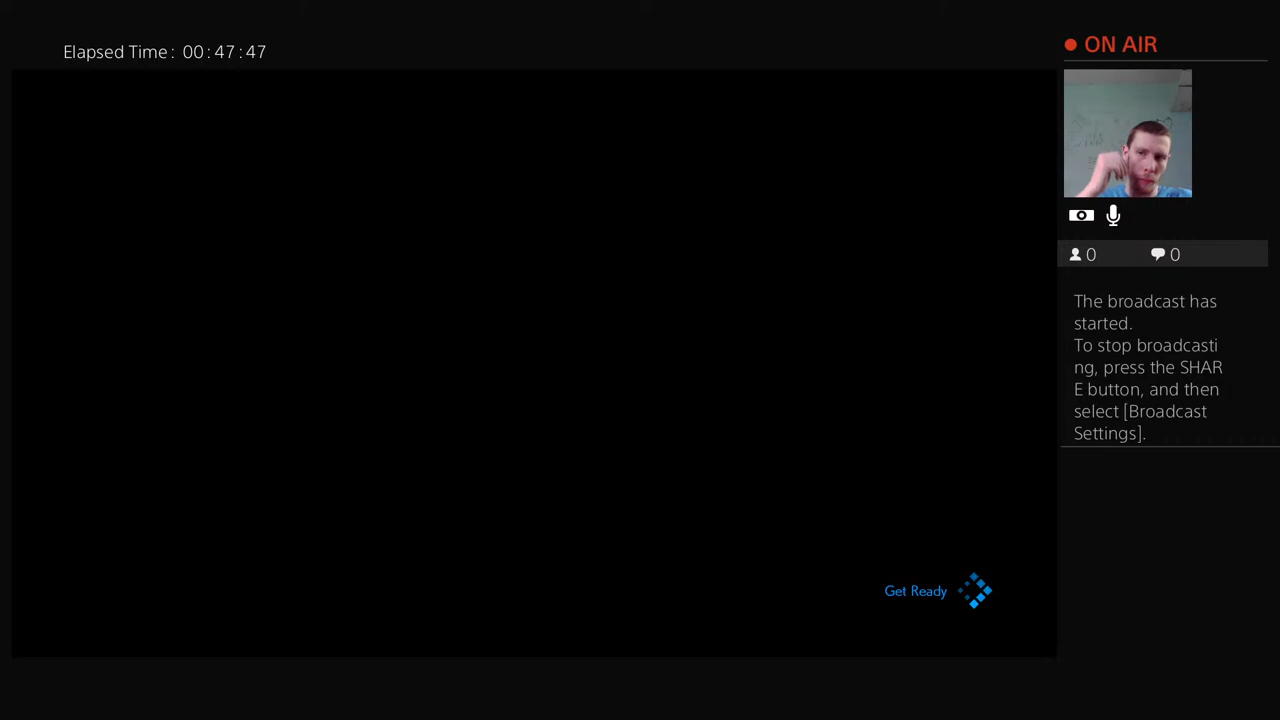 Elapsed Time: 00:47:47
ON AIR
0 0
The broadcast has
started.
To stop broadcasti
ng, press the SHAR
E button, and then
select [Broadcast
Settings].
Get Ready